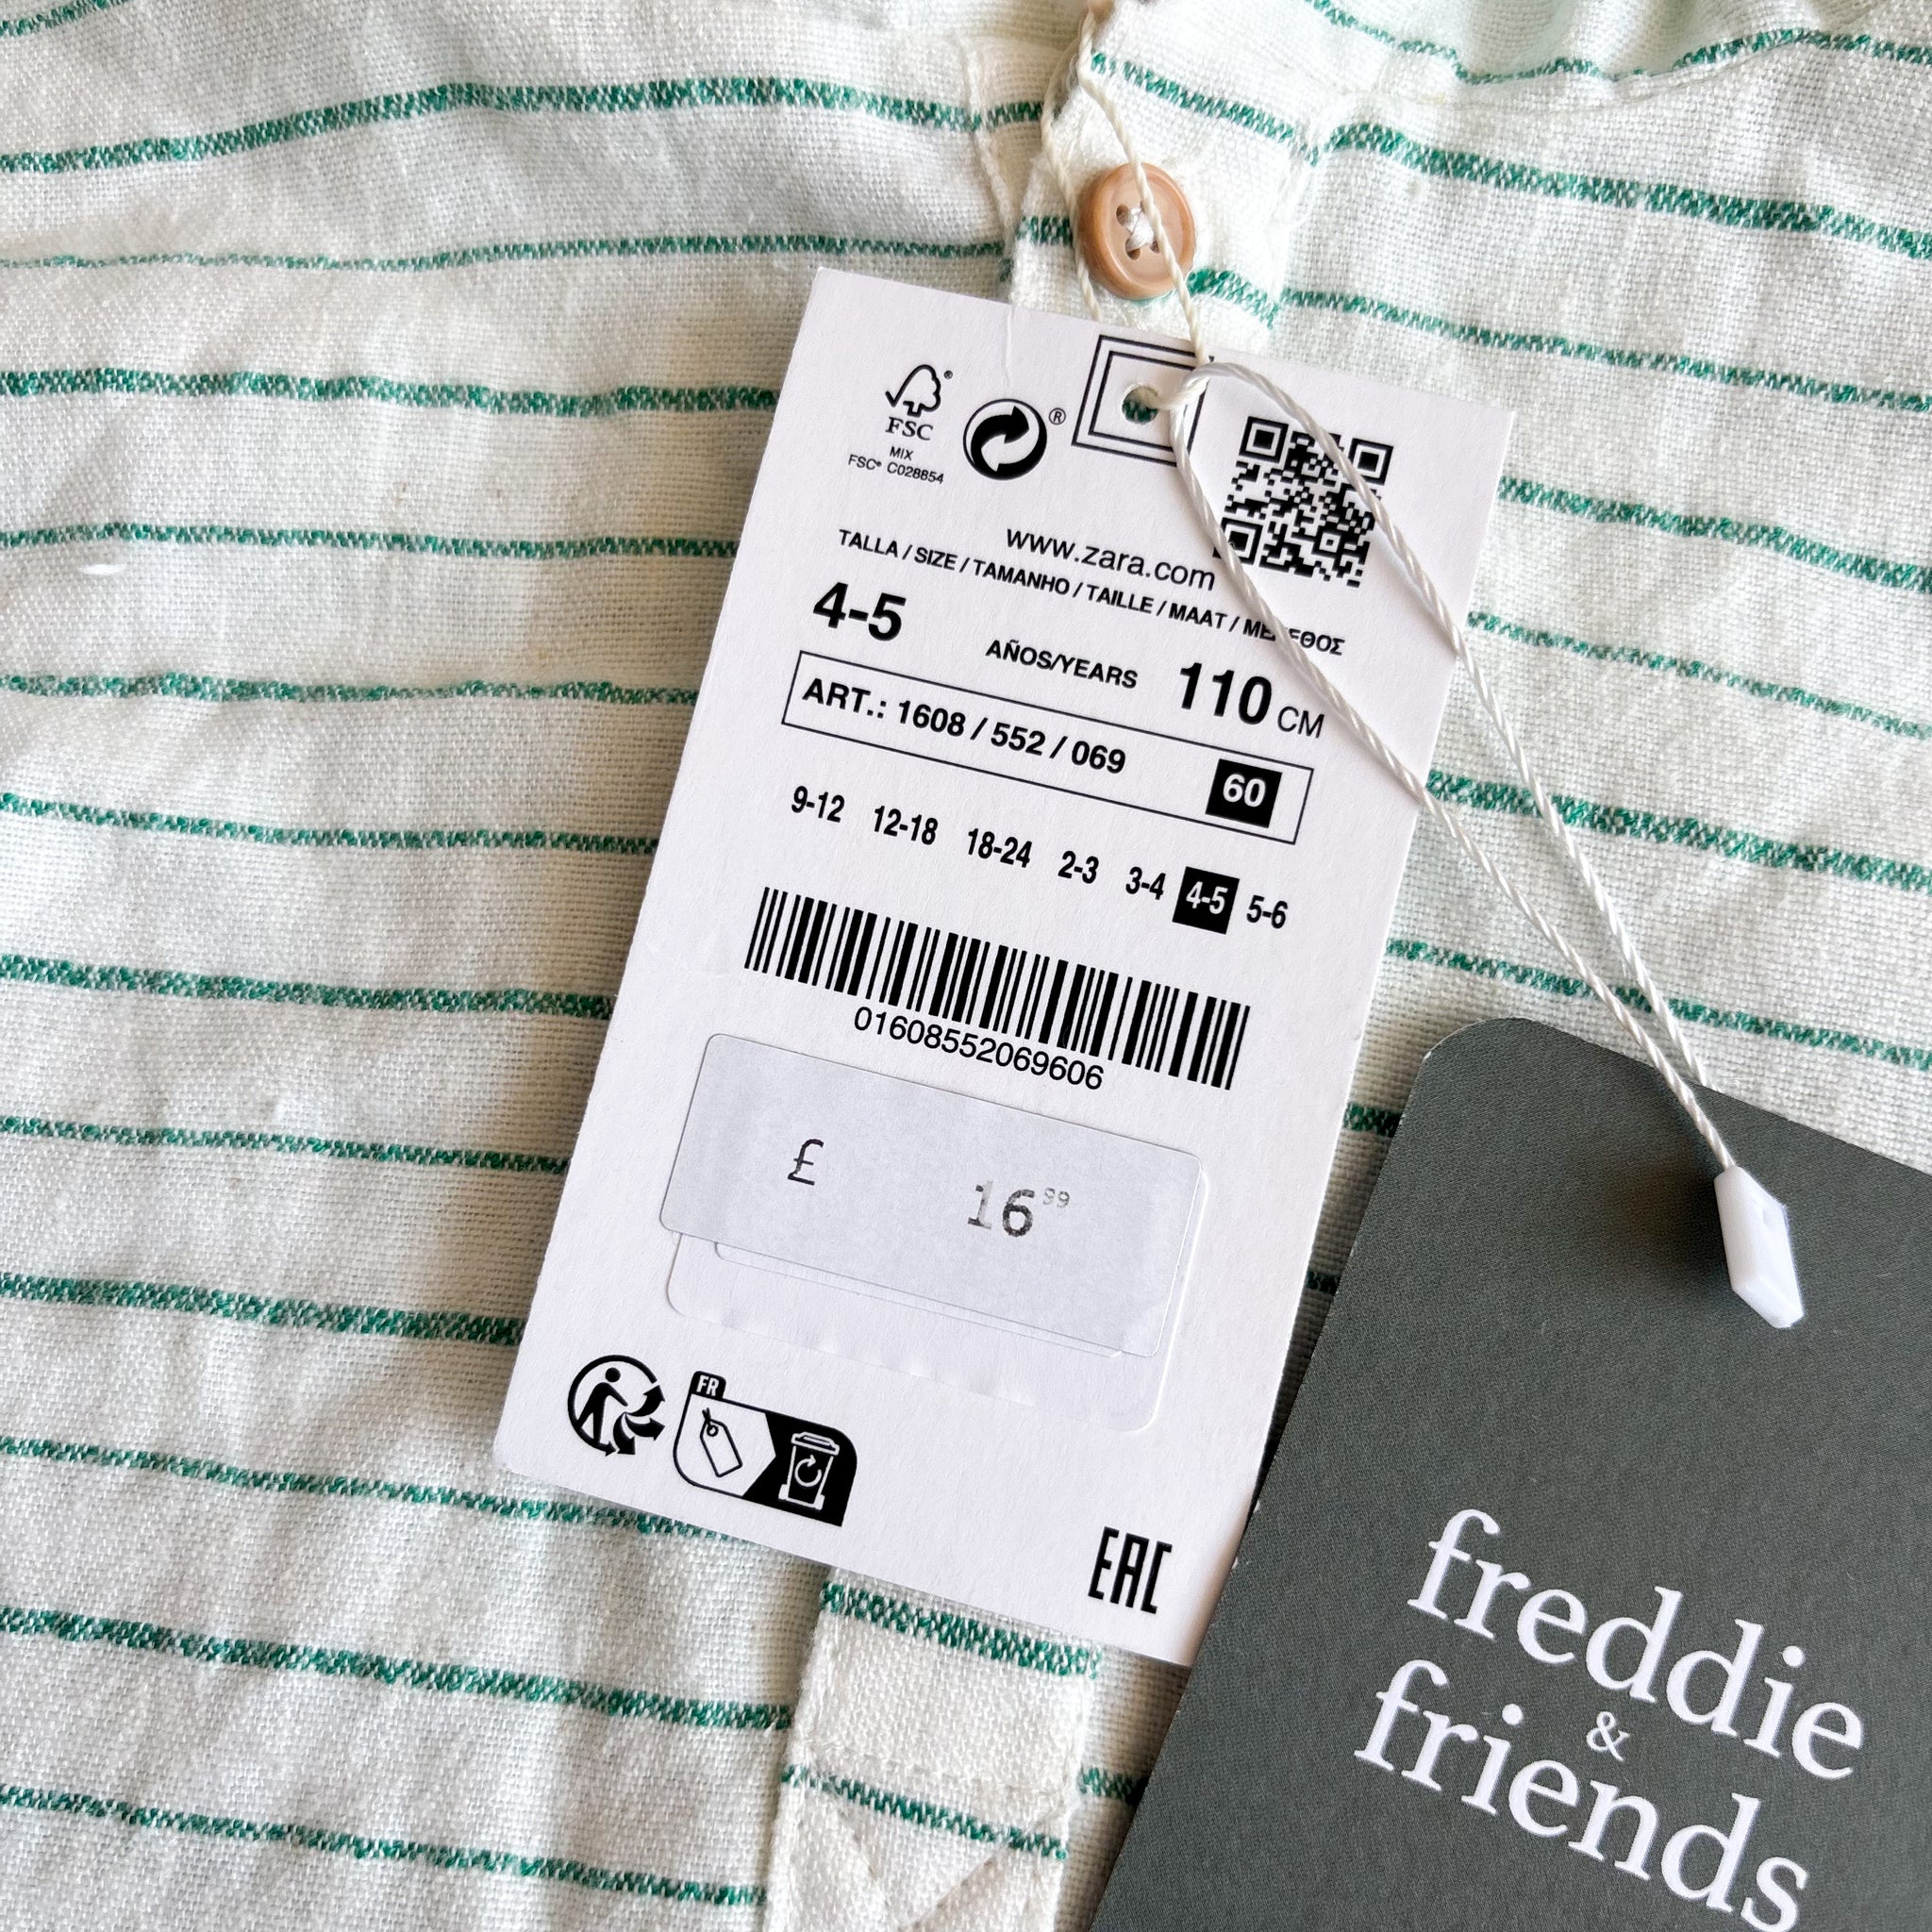 FSC
MIX
FSC® C028854
www.zara.com
TALLA / SIZE / TAMANHO / TAILLE / MAAT /
4-5 AÑOS/YEARS 110 CM
ART.: 1608 / 552 / 069 60
9-12 12-18 18-24 2-3 3-4 4-5 5-6
01608552069606
£ 16⁹⁹
FR
EAC
freddie
&
friends